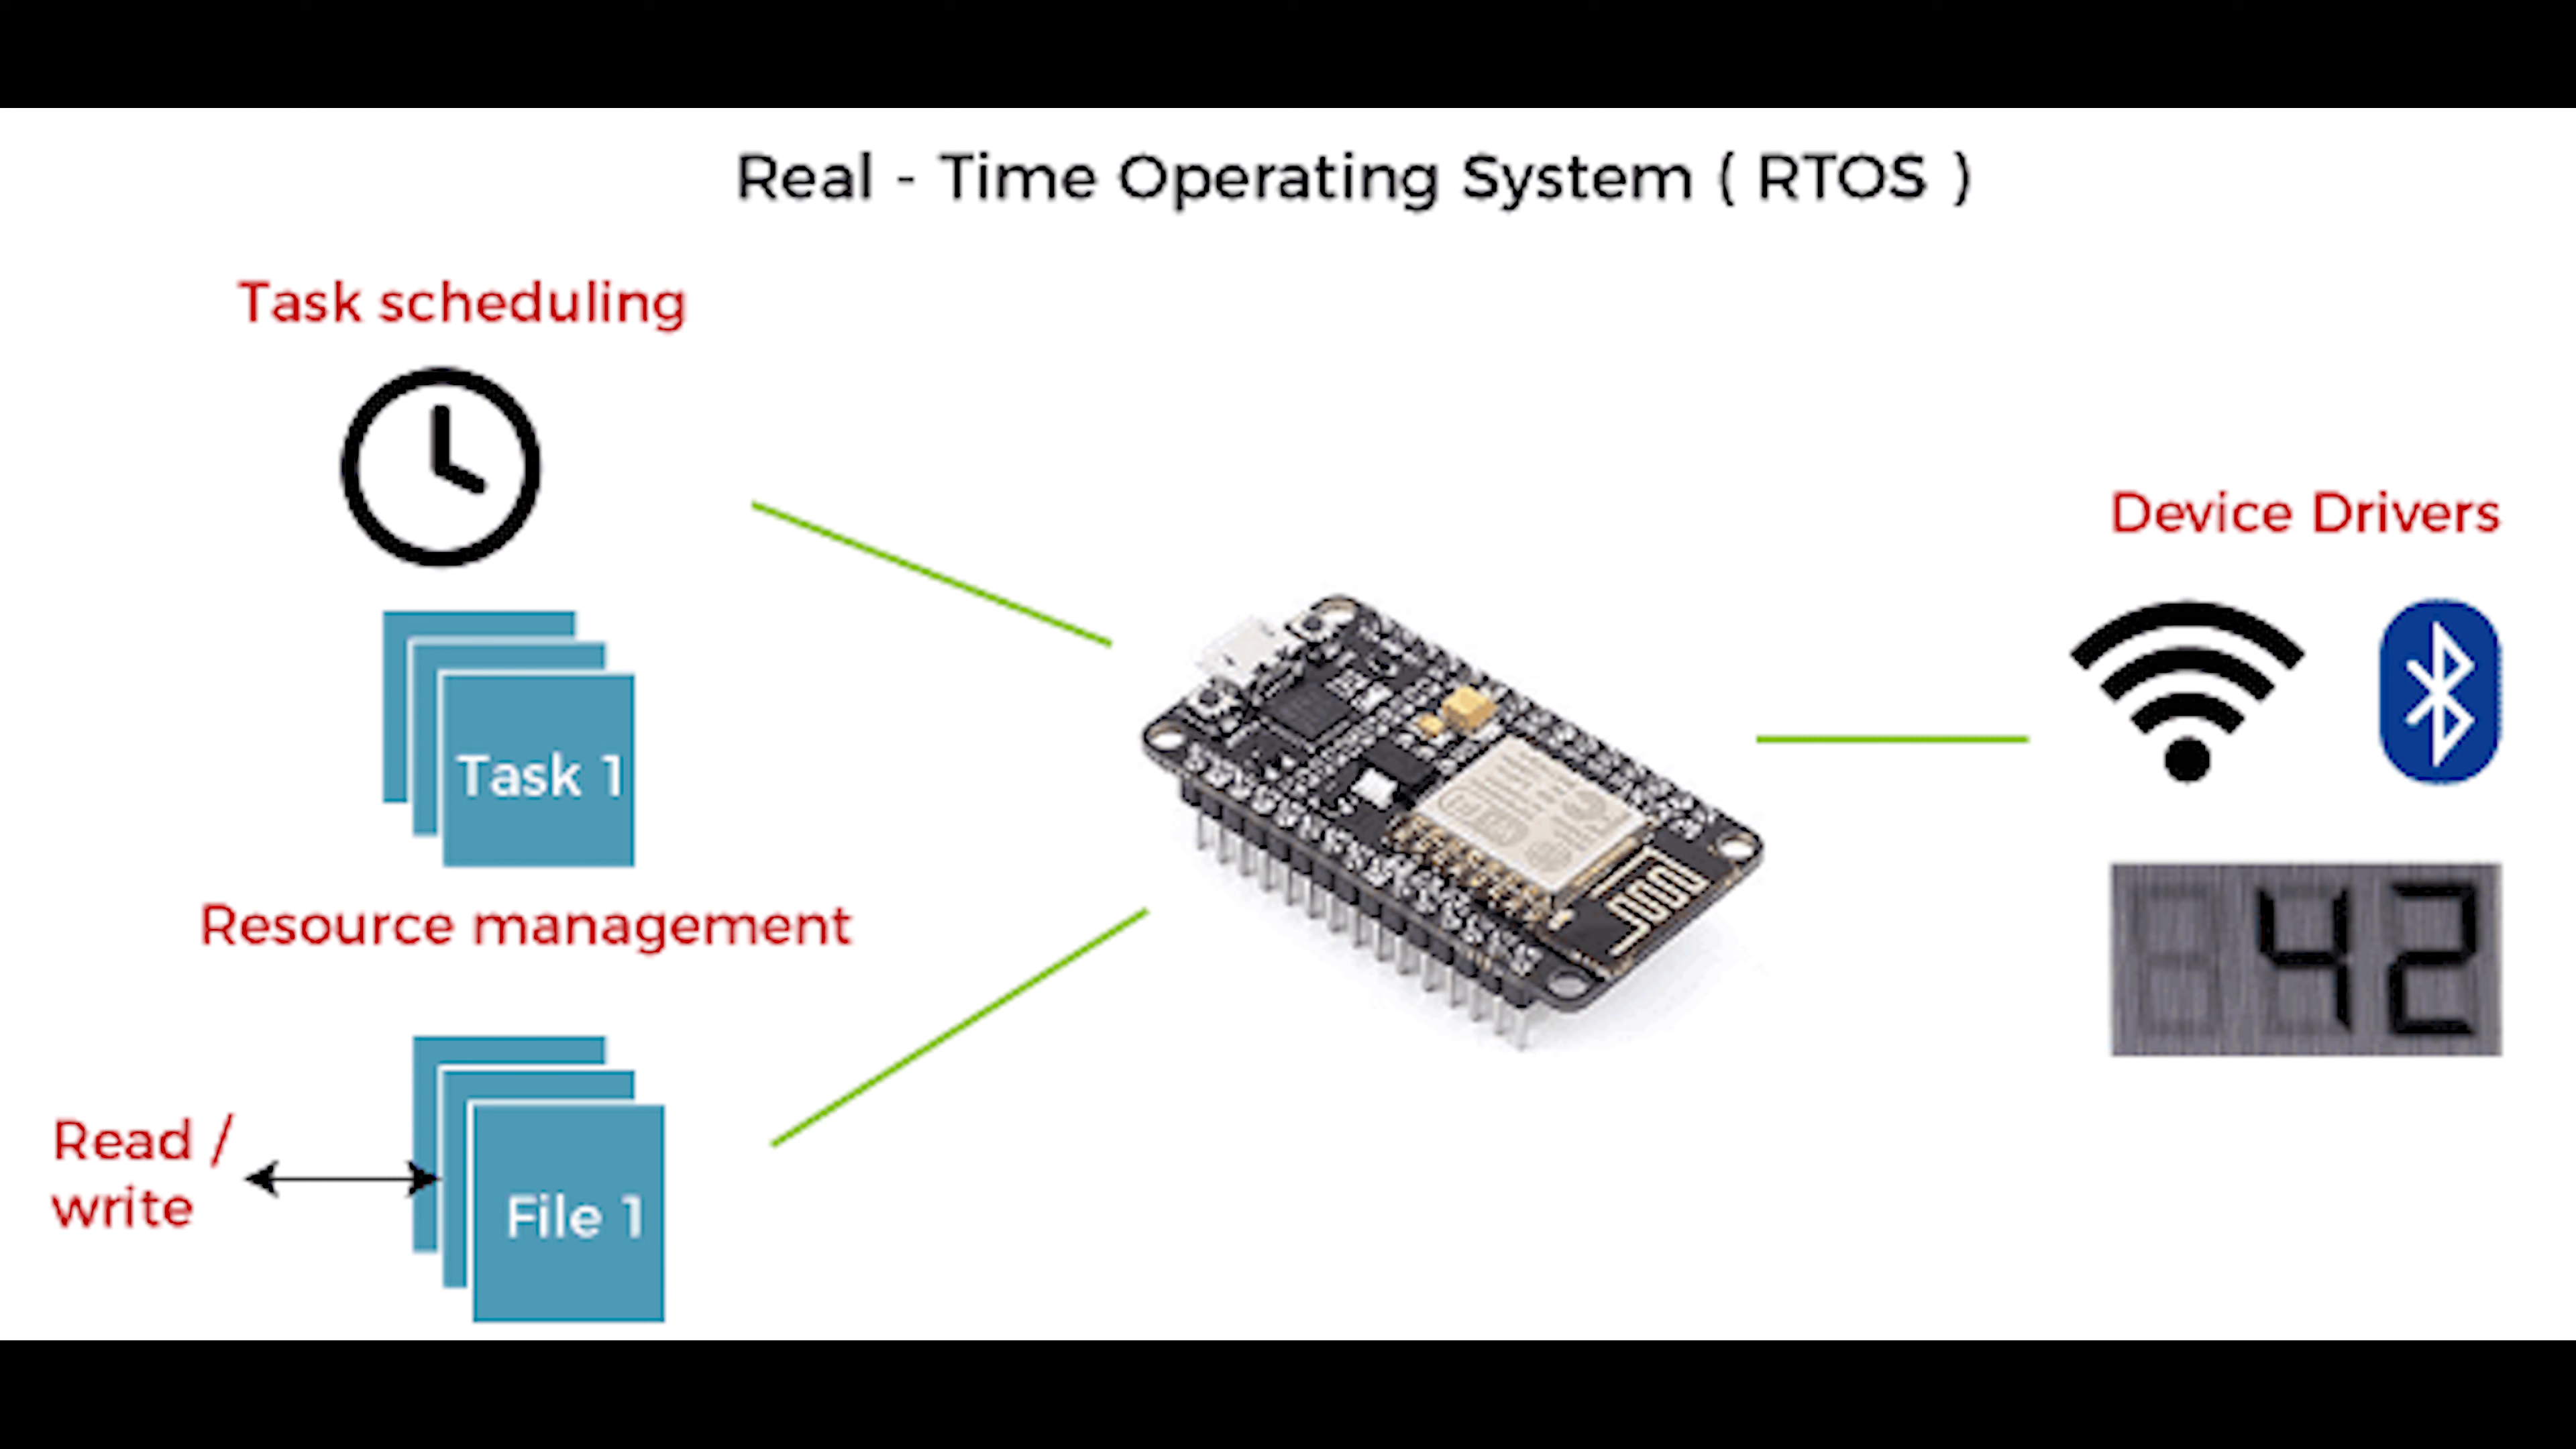 Real - Time Operating System ( RTOS )
Task scheduling
Task 1
Resource management
Read /
write
File 1
Device Drivers
42